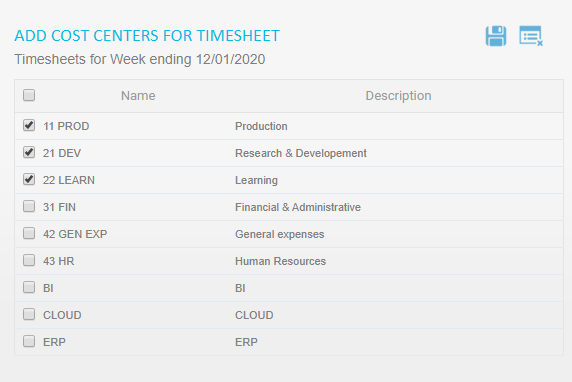 ADD COST CENTERS FOR TIMESHEET
Timesheets for Week ending 12/01/2020
Name Description
11 PROD Production
21 DEV Research & Developement
22 LEARN Learning
31 FIN Financial & Administrative
42 GEN EXP General expenses
43 HR Human Resources
BI BI
CLOUD CLOUD
ERP ERP